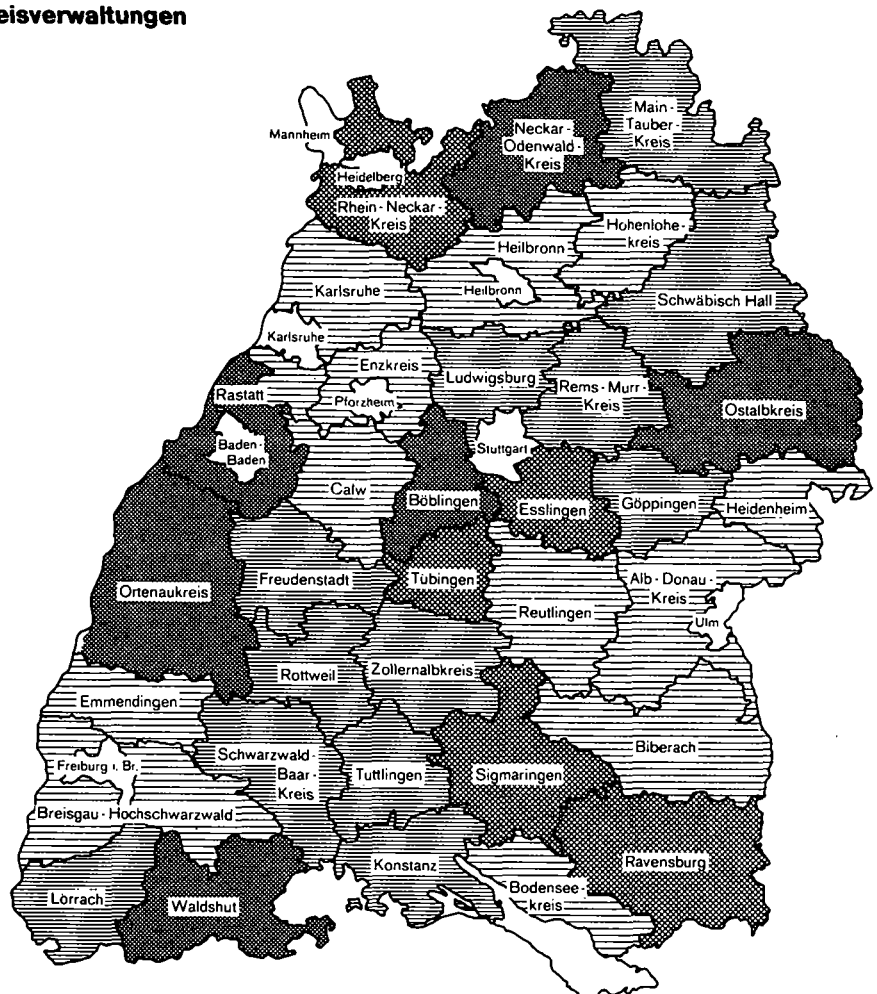 eisverwaltungen
Main-
Tauber-
Kreis
Neckar-
Odenwald-
Kreis
Mannheim
Heidelberg
Rhein-Neckar-
Kreis
Hohenlohe-
kreis
Heilbronn
Heilbronn
Karlsruhe
Schwäbisch Hall
Karlsruhe
Enzkreis
Ludwigsburg
Rems-Murr-
Kreis
Rastatt
Pforzheim
Ostalbkreis
Baden-
Baden
Stuttgart
Calw
Böblingen
Esslingen
Göppingen
Heidenheim
Ortenaukreis
Freudenstadt
Tübingen
Alb-Donau-
Kreis
Reutlingen
Ulm
Rottweil
Zollernalbkreis
Emmendingen
Freiburg i. Br.
Schwarzwald-
Baar-
Kreis
Tuttlingen
Sigmaringen
Biberach
Breisgau-Hochschwarzwald
Konstanz
Ravensburg
Lörrach
Waldshut
Bodensee-
kreis